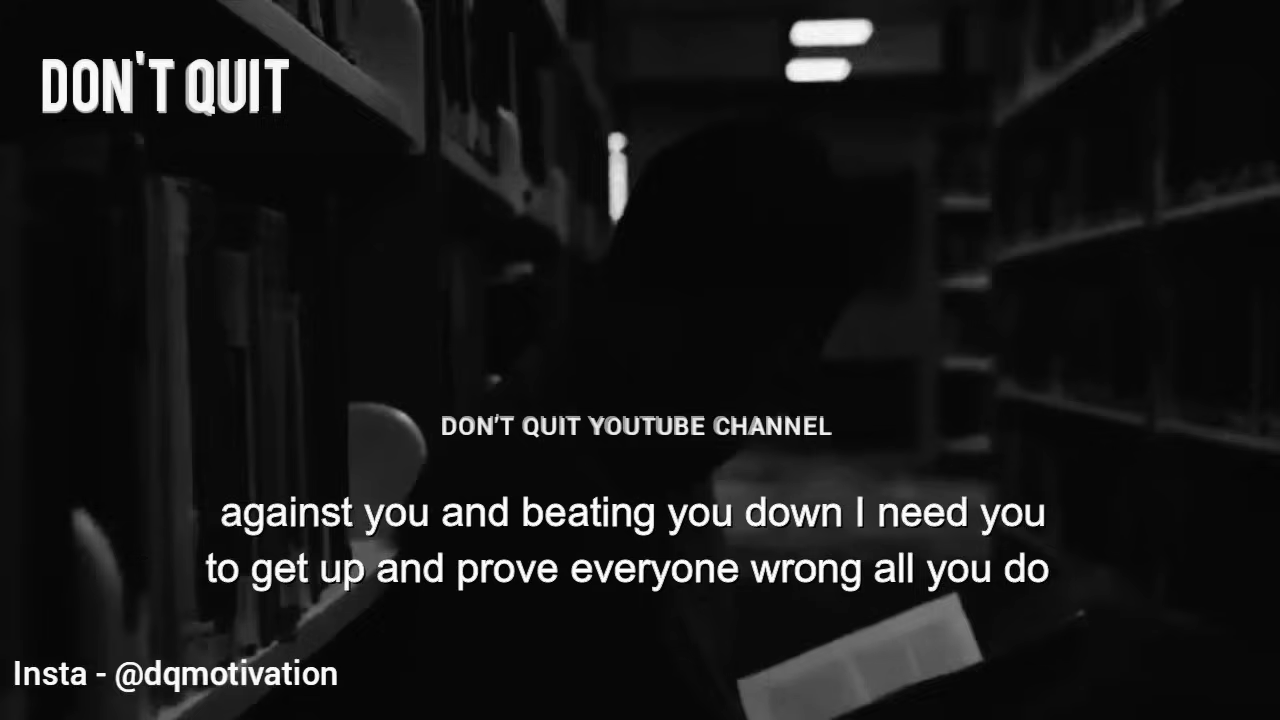 DON'T QUIT
DON'T QUIT YOUTUBE CHANNEL
against you and beating you down I need you
to get up and prove everyone wrong all you do
Insta - @dqmotivation